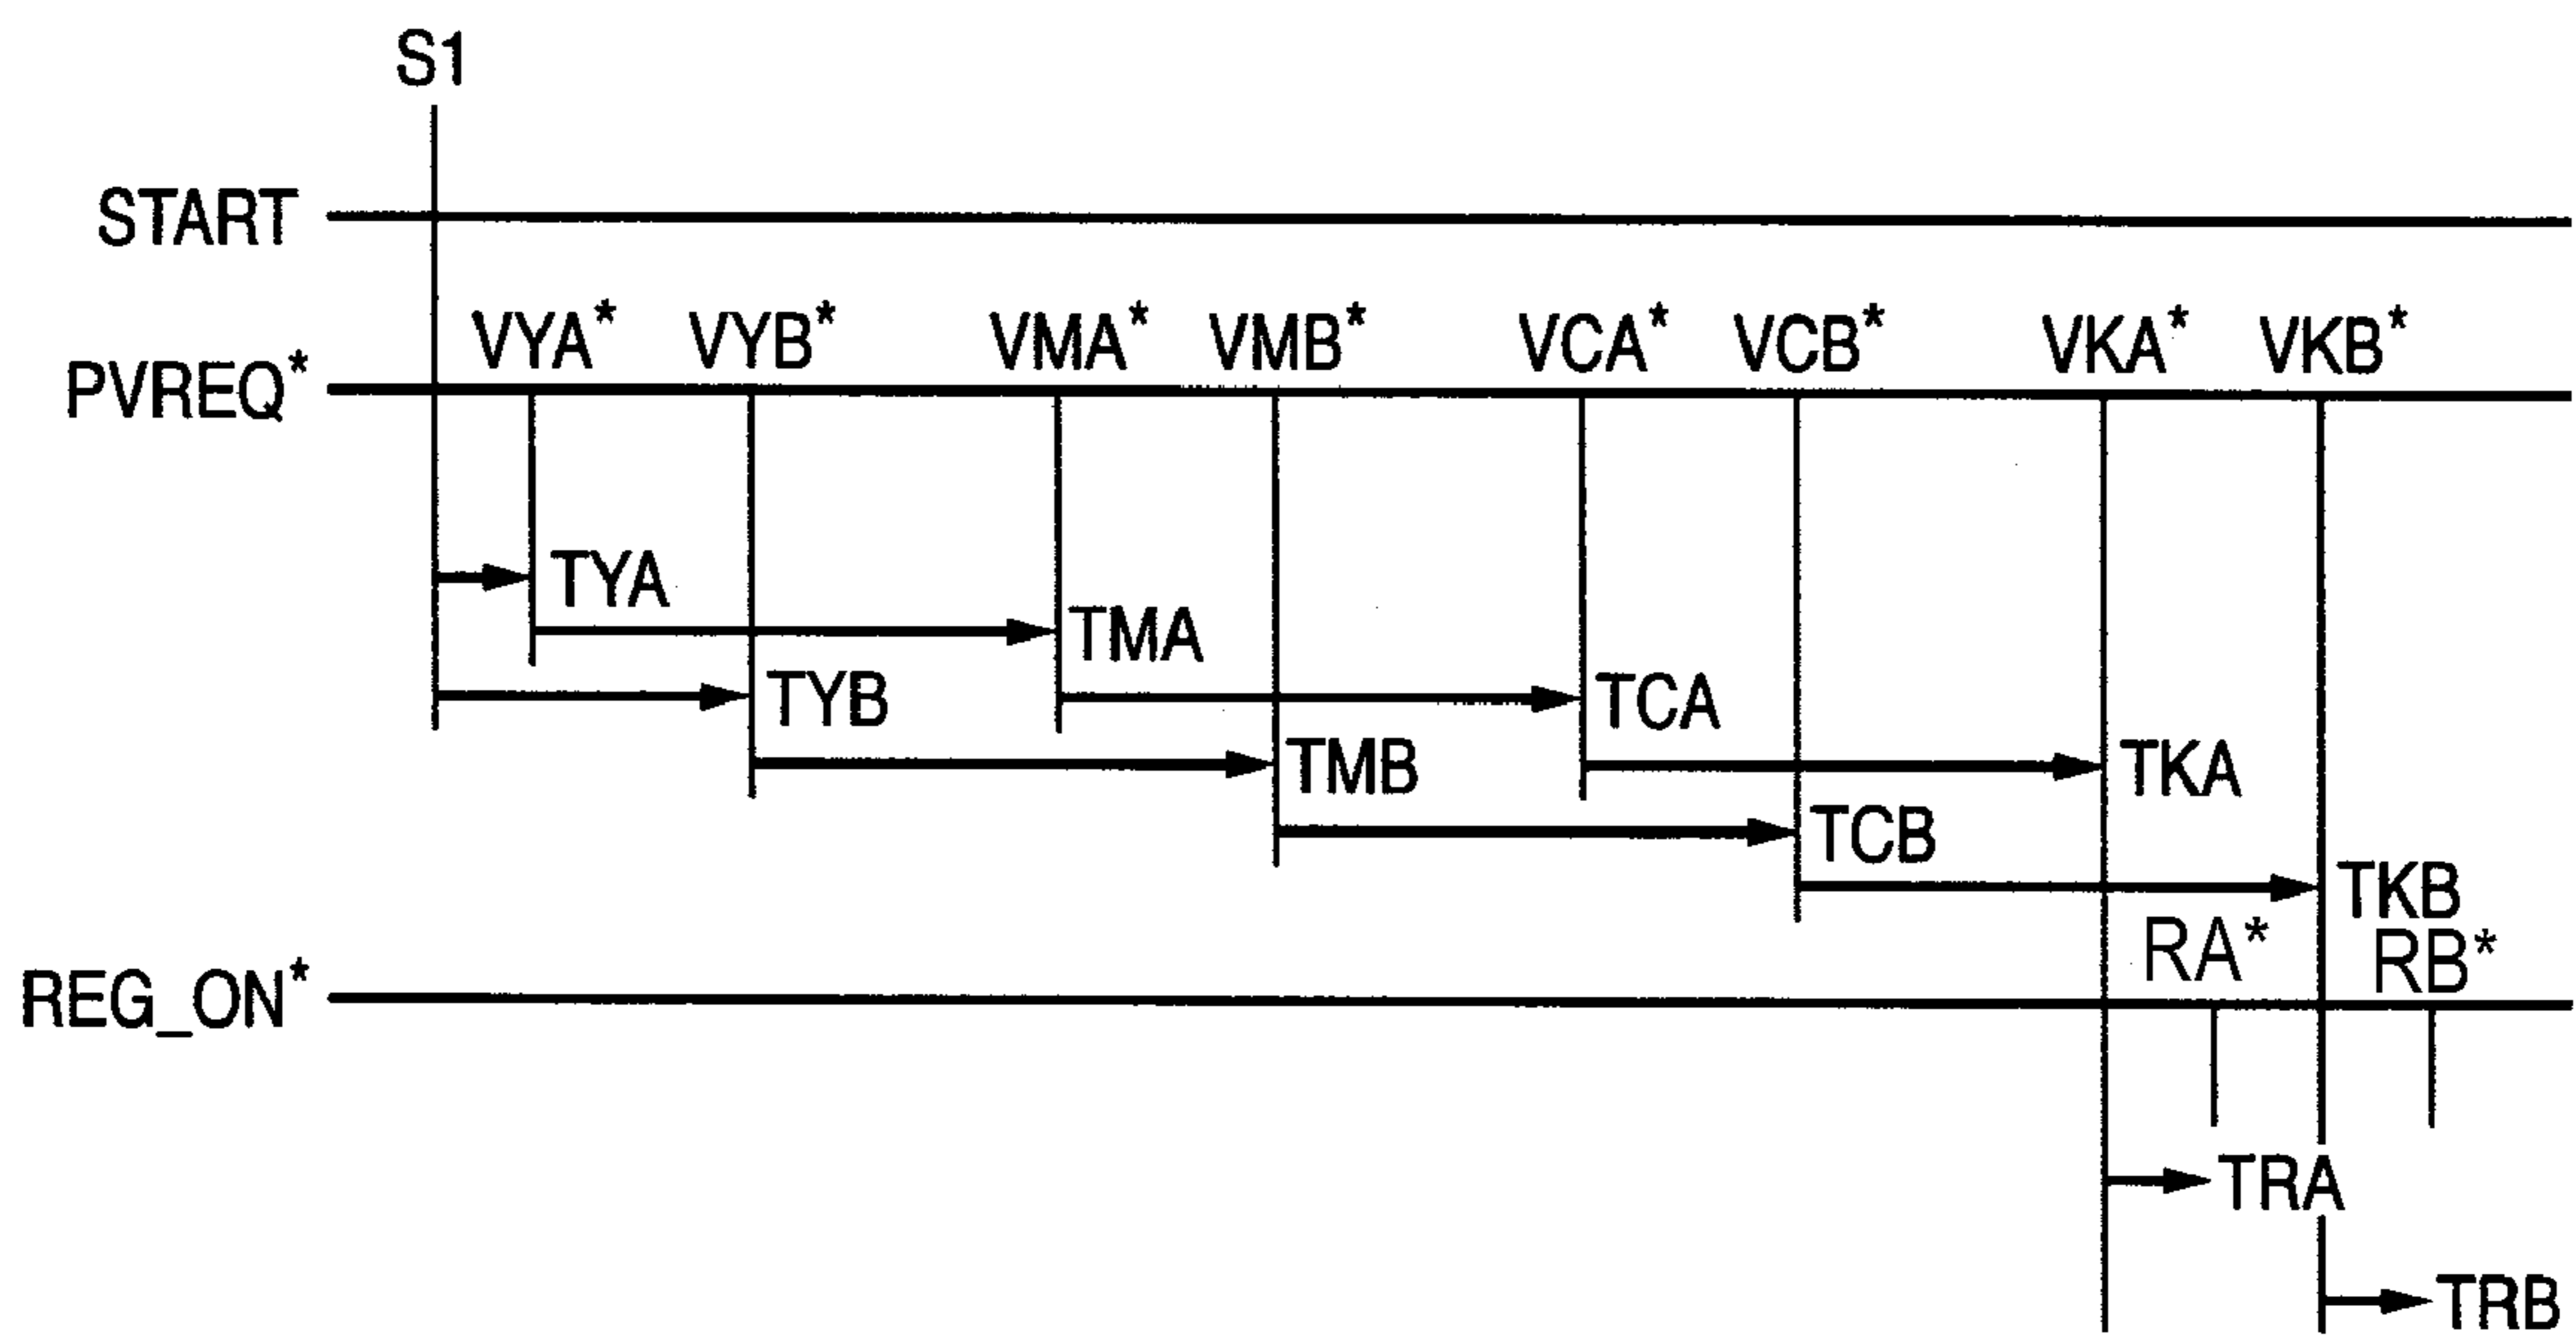 S1
START
VYA* VYB* VMA* VMB* VCA* VCB* VKA* VKB*
PVREQ*
TYA
TMA
TYB
TCA
TMB
TKA
TCB
TKB
RA*
RB*
REG_ON*
TRA
TRB